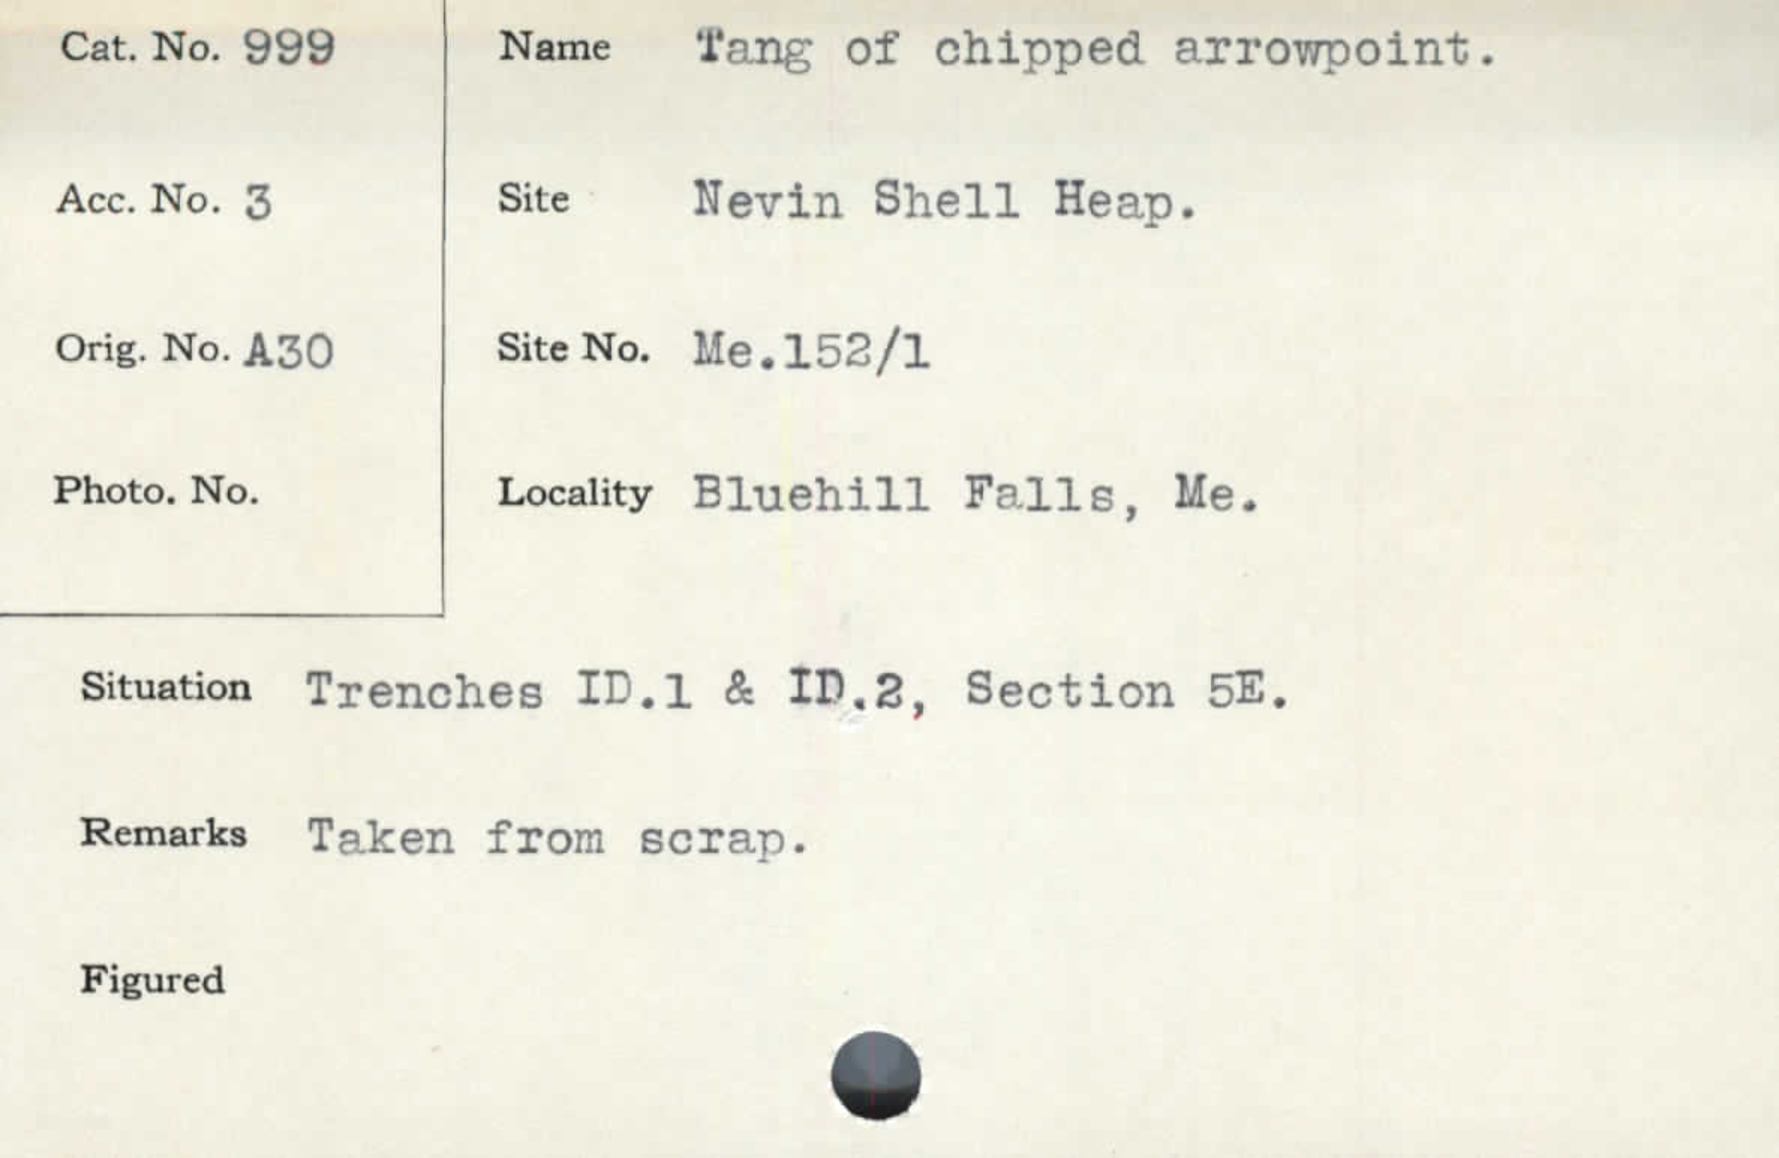 Cat. No. 999
Name Tang of chipped arrowpoint.
Acc. No. 3
Site Nevin Shell Heap.
Orig. No. A30
Site No. Me.152/1
Photo. No.
Locality Bluehill Falls, Me.
Situation Trenches ID.1 & ID.2, Section 5E.
Remarks Taken from scrap.
Figured